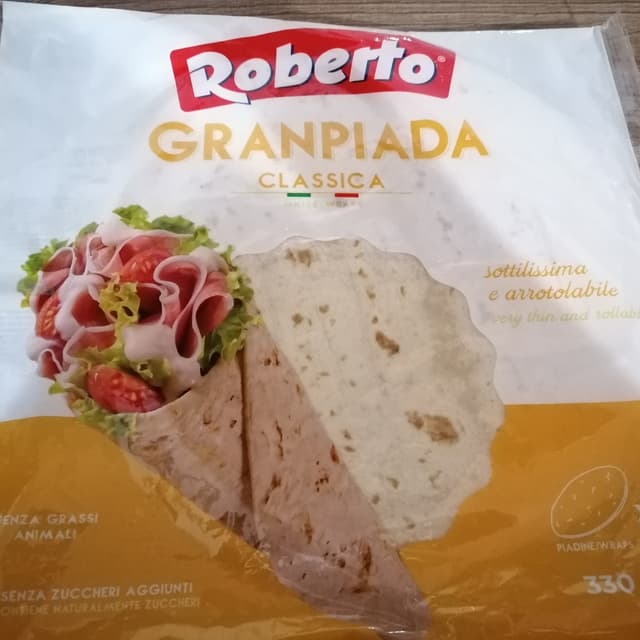 Roberto®
GRANPIADA
CLASSICA
sottilissima
e arrotolabile
very thin and rollab
ENZA GRASSI
ANIMALI
SENZA ZUCCHERI AGGIUNTI
CONTIENE NATURALMENTE ZUCCHERI
PIADINE/WRAPS
330